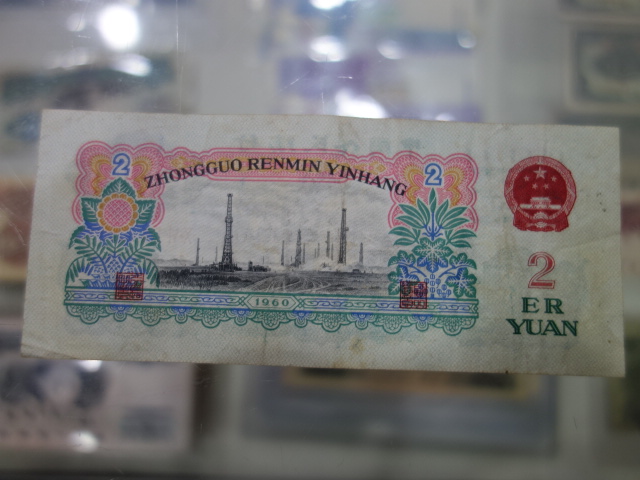 2 2
ZHONGGUO RENMIN YINHANG
1960
2
ER
YUAN